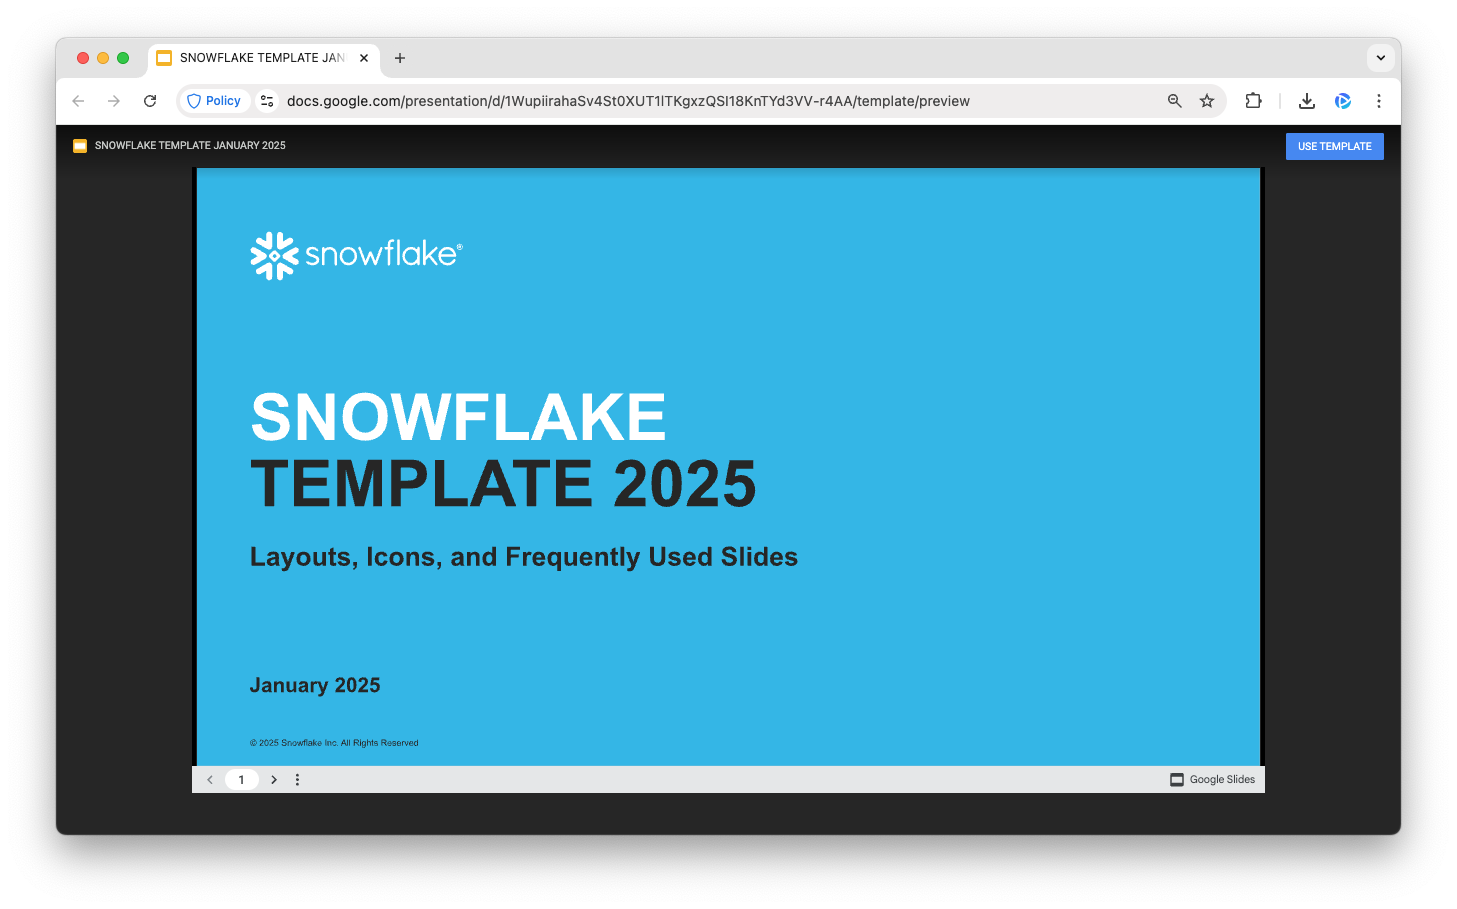 SNOWFLAKE TEMPLATE JAN
Policy
docs.google.com/presentation/d/1WupiirahaSv4St0XUT1lTKgxzQSl18KnTYd3VV-r4AA/template/preview
SNOWFLAKE TEMPLATE JANUARY 2025
USE TEMPLATE
snowflake®
SNOWFLAKE
TEMPLATE 2025
Layouts, Icons, and Frequently Used Slides
January 2025
© 2025 Snowflake Inc. All Rights Reserved
1
Google Slides